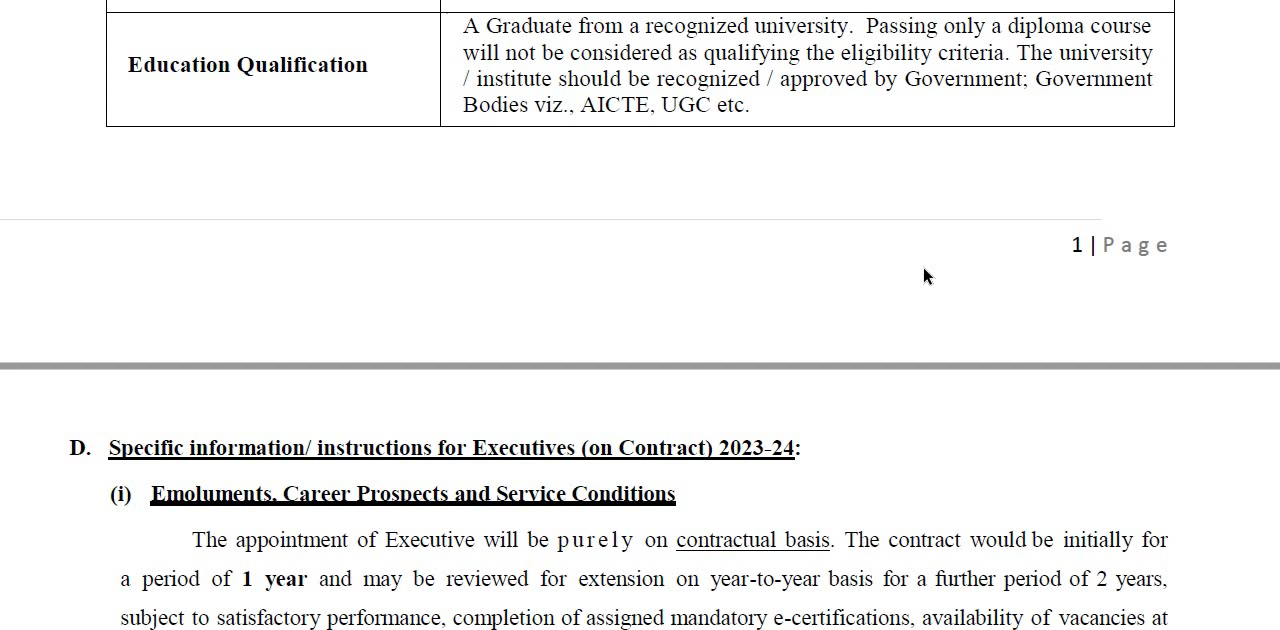 A Graduate from a recognized university. Passing only a diploma course
will not be considered as qualifying the eligibility criteria. The university
Education Qualification
/ institute should be recognized / approved by Government; Government
Bodies viz., AICTE, UGC etc.
1 | Page
D. Specific information/ instructions for Executives (on Contract) 2023-24:
(i) Emoluments, Career Prospects and Service Conditions
The appointment of Executive will be purely on contractual basis. The contract would be initially for
a period of 1 year and may be reviewed for extension on year-to-year basis for a further period of 2 years,
subject to satisfactory performance, completion of assigned mandatory e-certifications, availability of vacancies at